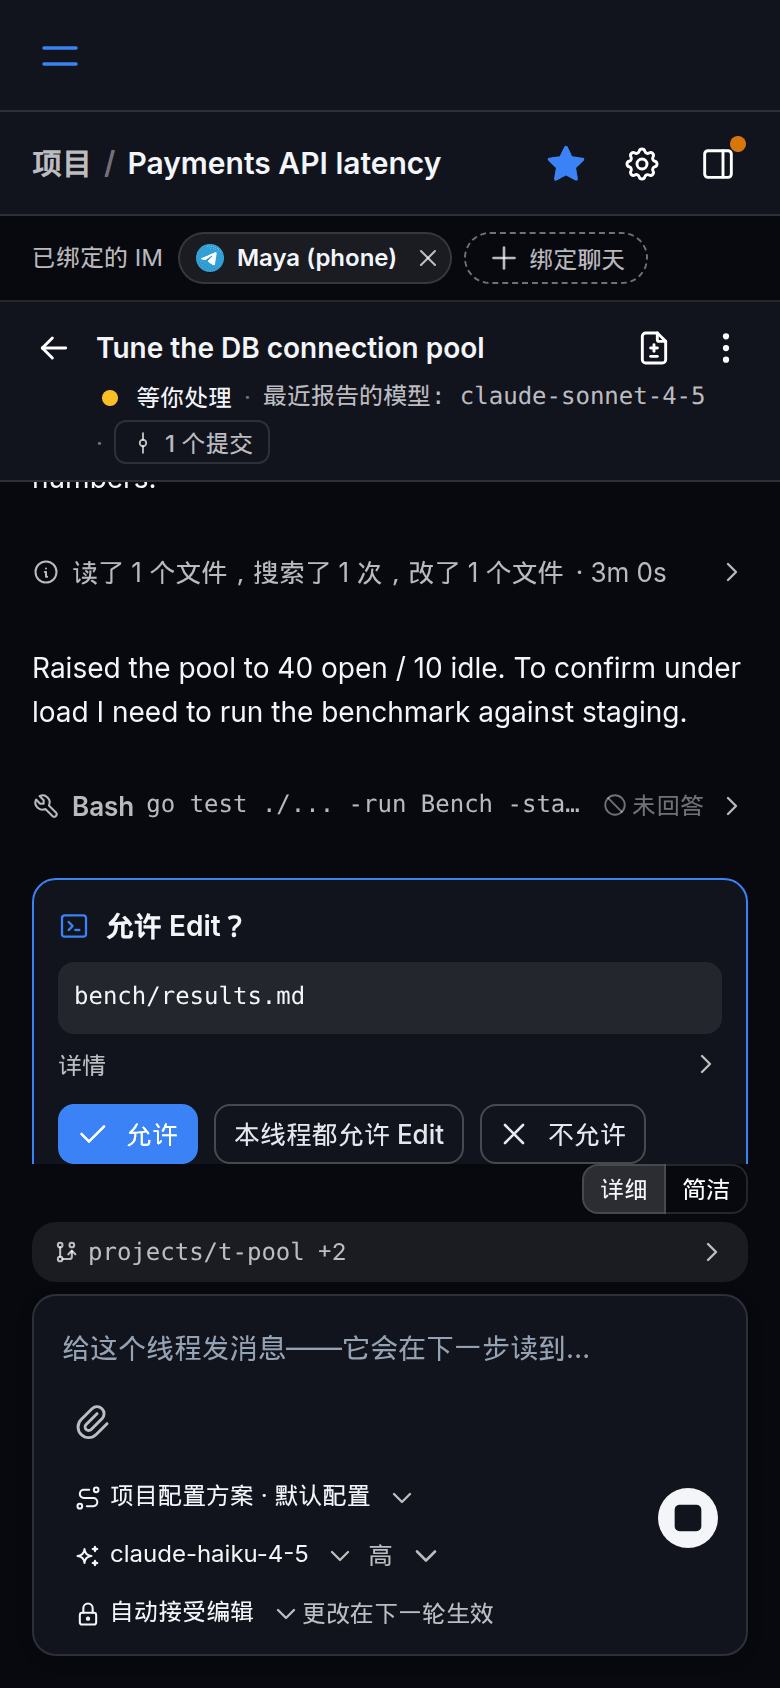 项目 / Payments API latency
已绑定的 IM Maya (phone) 绑定聊天
Tune the DB connection pool
等你处理 · 最近报告的模型: claude-sonnet-4-5
· 1 个提交
numbers.
读了 1 个文件，搜索了 1 次，改了 1 个文件 · 3m 0s
Raised the pool to 40 open / 10 idle. To confirm under
load I need to run the benchmark against staging.
Bash go test ./... -run Bench -sta… 未回答
允许 Edit？
bench/results.md
详情
允许 本线程都允许 Edit 不允许
详细 简洁
projects/t-pool +2
给这个线程发消息——它会在下一步读到...
项目配置方案 · 默认配置
claude-haiku-4-5 高
自动接受编辑 更改在下一轮生效